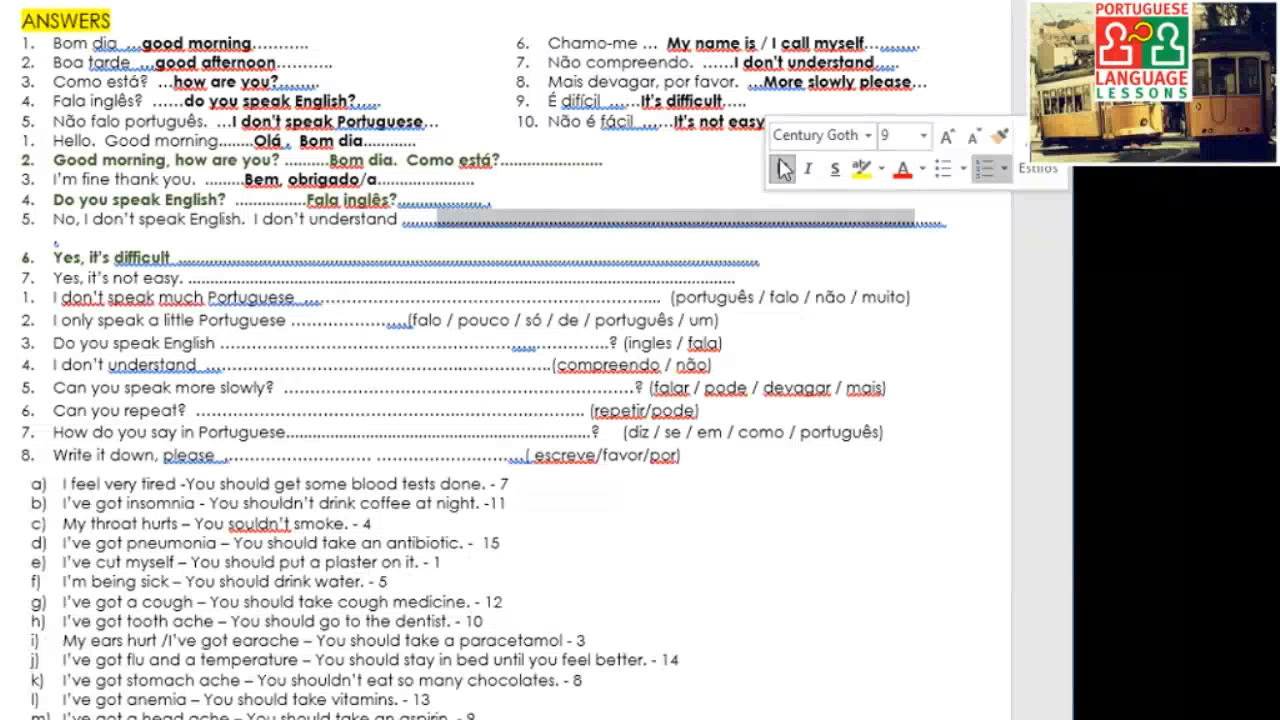 ANSWERS
1. Bom dia ...good morning............
2. Boa tarde ...good afternoon............
3. Como está? ...how are you?.........
4. Fala inglês? ......do you speak English?.....
5. Não falo português. ...I don't speak Portuguese...
6. Chamo-me ... My name is / I call myself............
7. Não compreendo. ......I don't understand.....
8. Mais devagar, por favor. ...More slowly please...
9. É difícil ......It's difficult.....
10. Não é fácil ......It's not easy
1. Hello. Good morning........Olá , Bom dia............
2. Good morning, how are you? ..........Bom dia. Como está?.......................
3. I'm fine thank you. .........Bem, obrigado/a......................
4. Do you speak English? ................Fala inglês?.....................
5. No, I don't speak English. I don't understand ..............................
6. Yes, it's difficult ..............................
7. Yes, it's not easy. ..............................
1. I don't speak much Portuguese .............................. (português / falo / não / muito)
2. I only speak a little Portuguese ........................(falo / pouco / só / de / português / um)
3. Do you speak English ..............................? (ingles / fala)
4. I don't understand ..............................(compreendo / não)
5. Can you speak more slowly? ..............................? (falar / pode / devagar / mais)
6. Can you repeat? .............................. (repetir/pode)
7. How do you say in Portuguese..............................? (diz / se / em / como / português)
8. Write it down, please .............................. ..............................( escreve/favor/por)
a) I feel very tired -You should get some blood tests done. - 7
b) I've got insomnia - You shouldn't drink coffee at night. -11
c) My throat hurts – You souldn't smoke. - 4
d) I've got pneumonia – You should take an antibiotic. - 15
e) I've cut myself – You should put a plaster on it. - 1
f) I'm being sick – You should drink water. - 5
g) I've got a cough – You should take cough medicine. - 12
h) I've got tooth ache – You should go to the dentist. - 10
i) My ears hurt /I've got earache – You should take a paracetamol - 3
j) I've got flu and a temperature – You should stay in bed until you feel better. - 14
k) I've got stomach ache – You shouldn't eat so many chocolates. - 8
l) I've got anemia – You should take vitamins. - 13
m) I've got a head ache – You should take an aspirin. - 9
Century Goth 9 A A
I S ab A
Estilos
PORTUGUESE
LANGUAGE
LESSONS